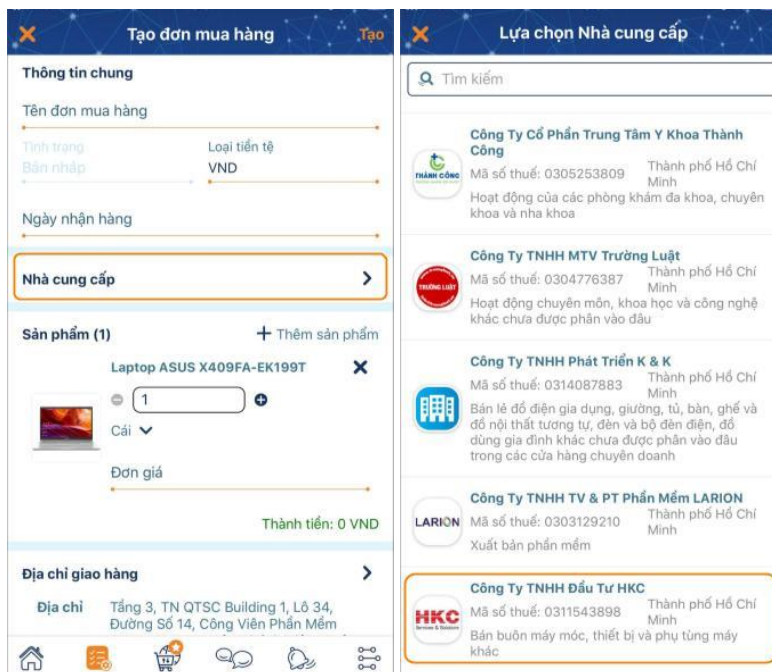 Tạo đơn mua hàng
Tạo
Thông tin chung
Tên đơn mua hàng
Tình trạng
Bản nháp
Loại tiền tệ
VND
Ngày nhận hàng
Nhà cung cấp
Sản phẩm (1)
+ Thêm sản phẩm
Laptop ASUS X409FA-EK199T
1
Cái
Đơn giá
Thành tiền: 0 VND
Địa chỉ giao hàng
Địa chỉ
Tầng 3, TN QTSC Building 1, Lô 34,
Đường Số 14, Công Viên Phần Mềm
Lựa chọn Nhà cung cấp
Tìm kiếm
THÀNH CÔNG
Công Ty Cổ Phần Trung Tâm Y Khoa Thành
Công
Mã số thuế: 0305253809
Thành phố Hồ Chí
Minh
Hoạt động của các phòng khám đa khoa, chuyên
khoa và nha khoa
TRƯỜNG LUẬT
Công Ty TNHH MTV Trường Luật
Mã số thuế: 0304776387
Thành phố Hồ Chí
Minh
Hoạt động chuyên môn, khoa học và công nghệ
khác chưa được phân vào đâu
Công Ty TNHH Phát Triển K & K
Mã số thuế: 0314087883
Thành phố Hồ Chí
Minh
Bán lẻ đồ điện gia dụng, giường, tủ, bàn, ghế và
đồ nội thất tương tự, đèn và bộ đèn điện, đồ
dùng gia đình khác chưa được phân vào đâu
trong các cửa hàng chuyên doanh
LARION
Công Ty TNHH TV & PT Phần Mềm LARION
Mã số thuế: 0303129210
Thành phố Hồ Chí
Minh
Xuất bản phần mềm
HKC
Services & Solutions
Công Ty TNHH Đầu Tư HKC
Mã số thuế: 0311543898
Thành phố Hồ Chí
Minh
Bán buôn máy móc, thiết bị và phụ tùng máy
khác